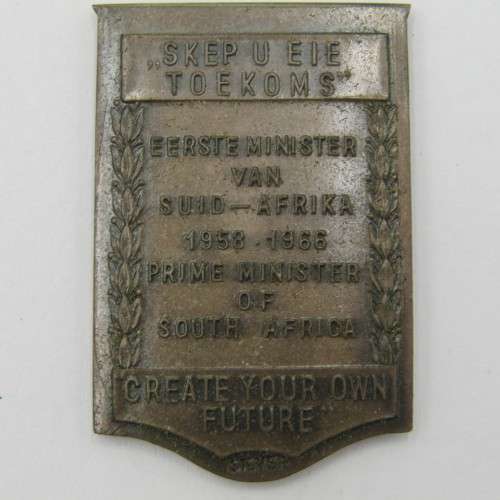 „SKEP U EIE
TOEKOMS"
EERSTE MINISTER
VAN
SUID—AFRIKA
1958-1966
PRIME MINISTER
OF
SOUTH AFRICA
CREATE YOUR OWN
FUTURE"